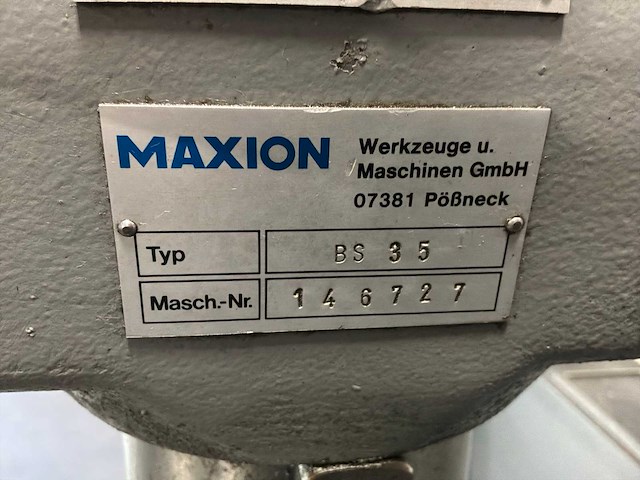 MAXION
Werkzeuge u.
Maschinen GmbH
07381 Pößneck
Typ BS 35
Masch.-Nr. 146727